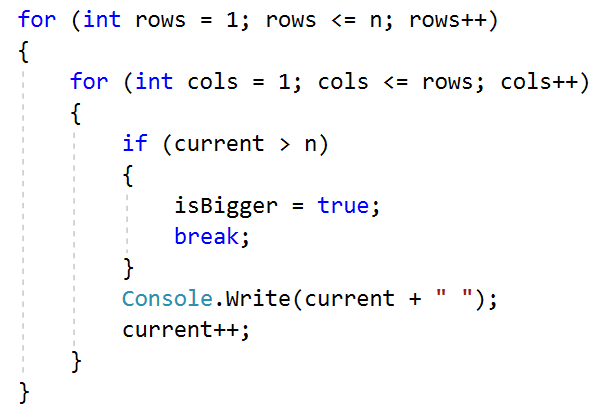 for (int rows = 1; rows <= n; rows++)
{
    for (int cols = 1; cols <= rows; cols++)
    {
        if (current > n)
        {
            isBigger = true;
            break;
        }
        Console.Write(current + " ");
        current++;
    }
}